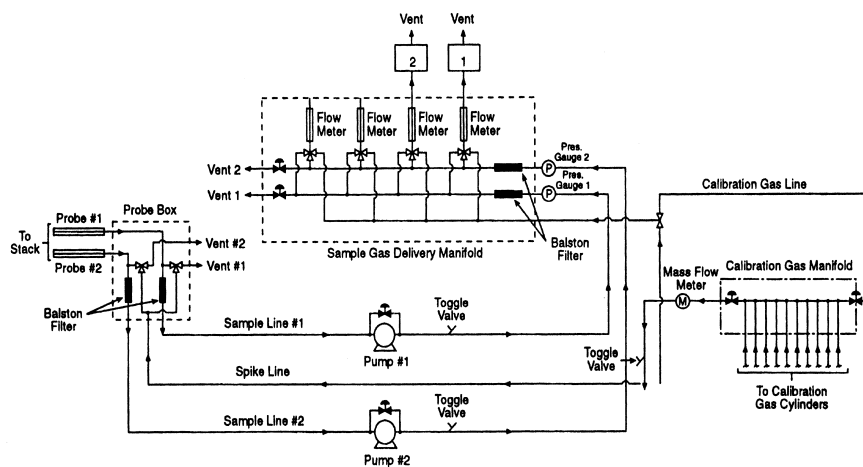 Vent
Vent
2
1
Flow
Meter
Flow
Meter
Flow
Meter
Flow
Meter
Pres.
Gauge 2
P
Vent 2
Pres.
Gauge 1
P
Vent 1
Calibration Gas Line
Balston
Filter
Sample Gas Delivery Manifold
Probe Box
Probe #1
To
Stack
Probe #2
Vent #2
Vent #1
Balston
Filter
Mass Flow
Meter
M
Calibration Gas Manifold
Sample Line #1
Toggle
Valve
Pump #1
Toggle
Valve
Spike Line
To Calibration
Gas Cylinders
Sample Line #2
Toggle
Valve
Pump #2